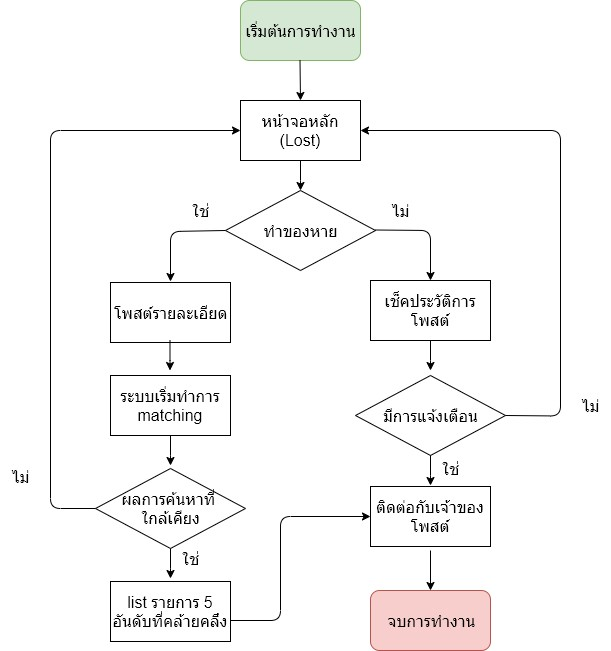 เริ่มต้นการทำงาน
หน้าจอหลัก
(Lost)
ใช่
ไม่
ทำของหาย
โพสต์รายละเอียด
เช็คประวัติการ
โพสต์
ระบบเริ่มทำการ
matching
มีการแจ้งเตือน
ไม่
ไม่
ใช่
ผลการค้นหาที่
ใกล้เคียง
ติดต่อกับเจ้าของ
โพสต์
ใช่
list รายการ 5
อันดับที่คล้ายคลึง
จบการทำงาน